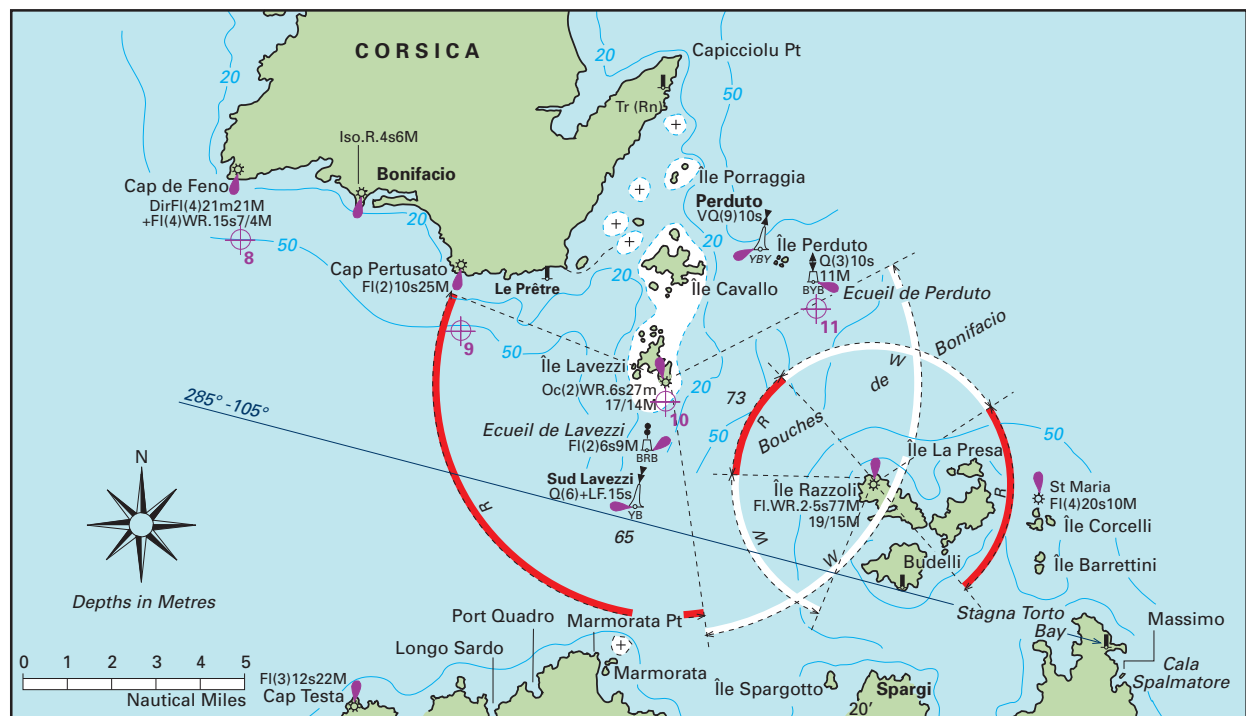 CORSICA
Capicciolu Pt
20
20
50
Tr (Rn)
Iso.R.4s6M
Bonifacio
Cap de Feno
DirFl(4)21m21M
+Fl(4)WR.15s7/4M
8
50
20
Île Porraggia
Perduto
VQ(9)10s
YBY
20
Île Perduto
Q(3)10s
11M
BYB
Ecueil de Perduto
11
Cap Pertusato
Fl(2)10s25M
Le Prêtre
20
Île Cavallo
9
50
Île Lavezzi
Oc(2)WR.6s27m
17/14M
10
20
73
50
Bouches
de
Bonifacio
W
R
285°-105°
Ecueil de Lavezzi
Fl(2)6s9M
BRB
Sud Lavezzi
Q(6)+LF.15s
YB
65
R
Île La Presa
50
Île Razzoli
Fl.WR.2·5s77M
19/15M
R
St Maria
Fl(4)20s10M
Île Corcelli
W
W
Budelli
Île Barrettini
N
Depths in Metres
Stagna Torto
Bay
Massimo
Cala
Spalmatore
Port Quadro
Marmorata Pt
Longo Sardo
Marmorata
0 1 2 3 4 5
Nautical Miles
Fl(3)12s22M
Cap Testa
Île Spargotto
Spargi
20'